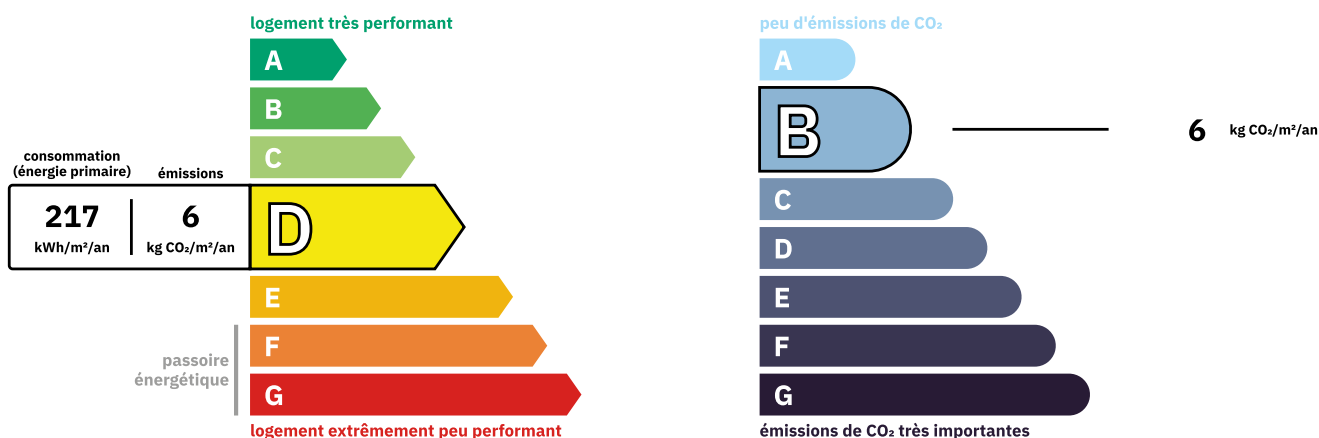 logement très performant
A
B
C
consommation
(énergie primaire)
émissions
217
kWh/m²/an
6
kg CO₂/m²/an
D
E
F
G
passoire
énergétique
logement extrêmement peu performant
peu d'émissions de CO₂
A
B
6 kg CO₂/m²/an
C
D
E
F
G
émissions de CO₂ très importantes